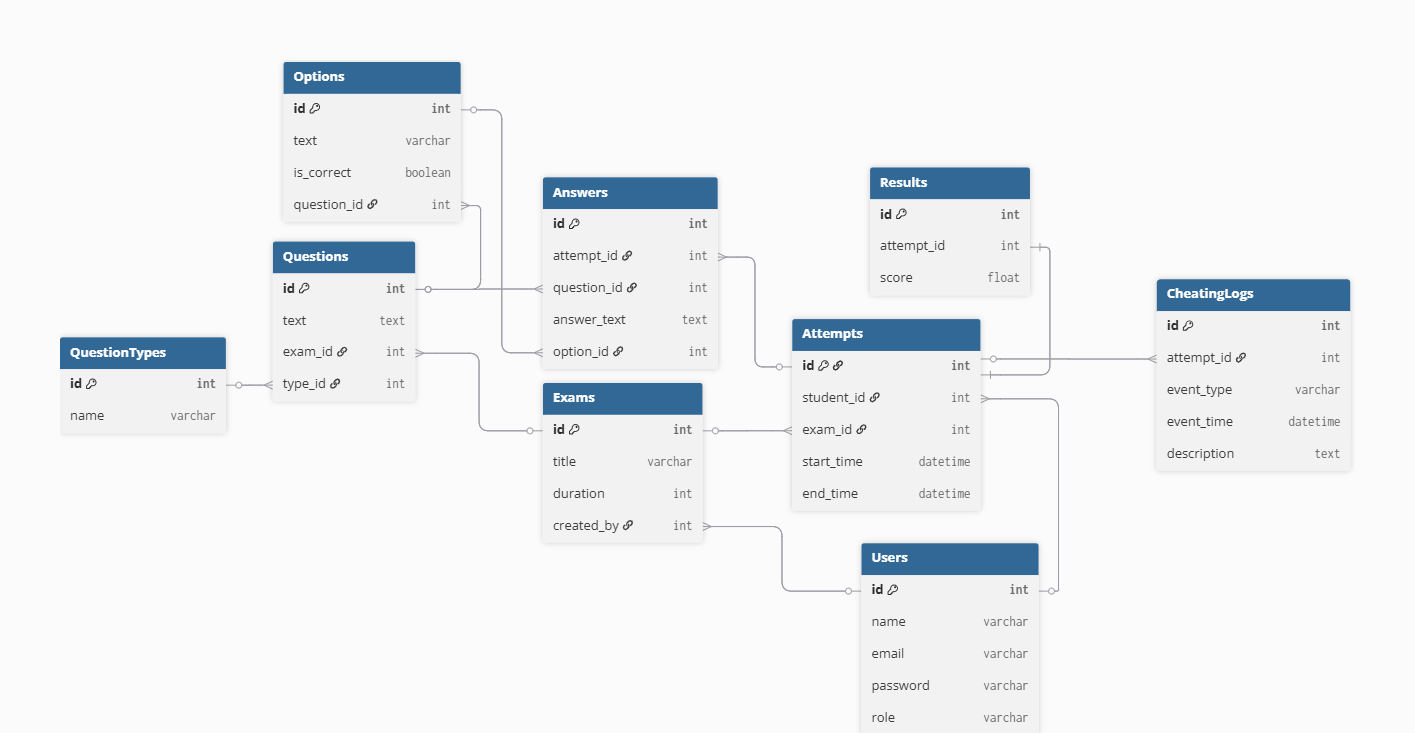 Options
id int
text varchar
is_correct boolean
question_id int
Questions
id int
text text
exam_id int
type_id int
QuestionTypes
id int
name varchar
Answers
id int
attempt_id int
question_id int
answer_text text
option_id int
Exams
id int
title varchar
duration int
created_by int
Results
id int
attempt_id int
score float
Attempts
id int
student_id int
exam_id int
start_time datetime
end_time datetime
Users
id int
name varchar
email varchar
password varchar
role varchar
CheatingLogs
id int
attempt_id int
event_type varchar
event_time datetime
description text